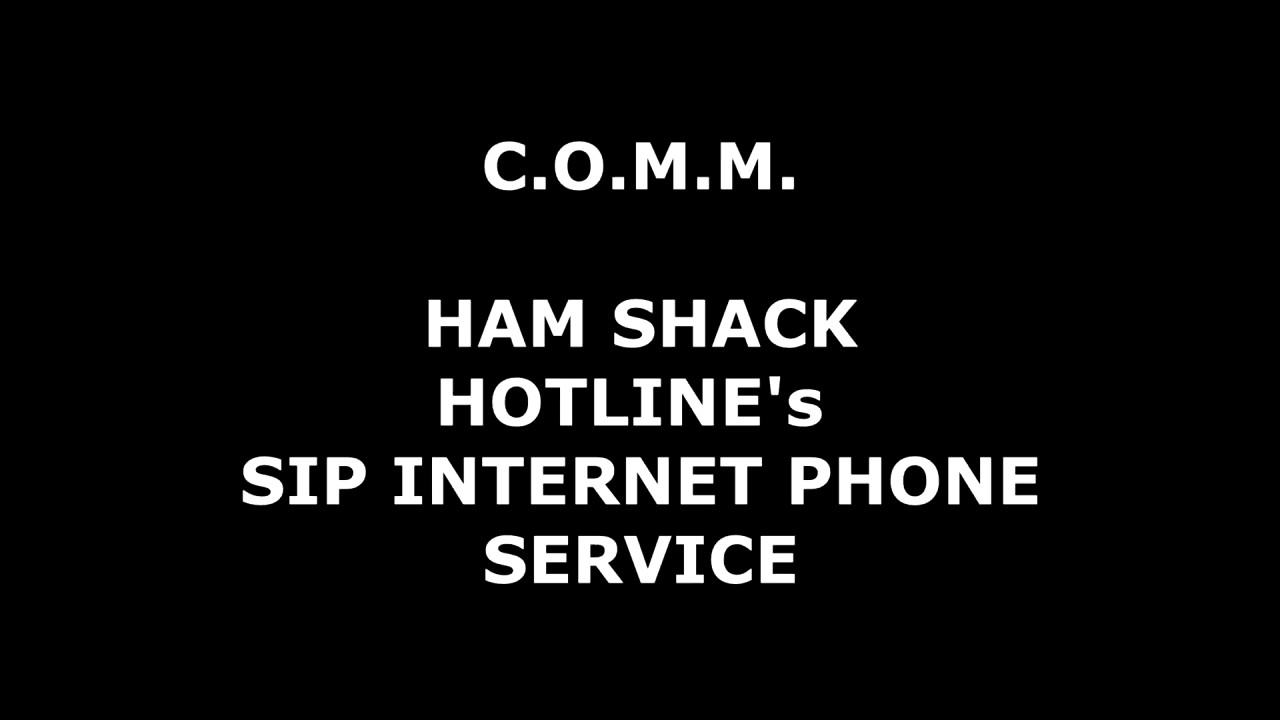 C.O.M.M.
HAM SHACK
HOTLINE's
SIP INTERNET PHONE
SERVICE